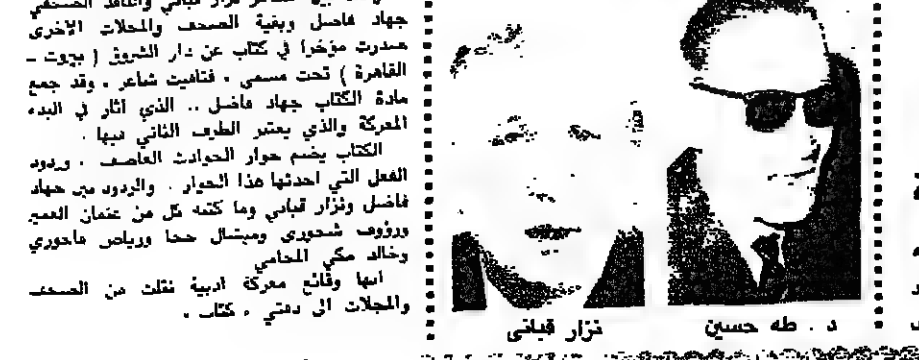 جهاد فاضل وبقية الصحف والمجلات الاخرى
صدرت مؤخرا في كتاب عن دار الشروق ( بيروت -
القاهرة ) تحت مسمى . فتافيت شاعر . وقد جمع
مادة الكتاب جهاد فاضل .. الذي اثار في البدء
المعركة والذي يعتبر الطرف الثاني فيها .
الكتاب يضم حوار الحوادث العاصف . وردود
الفعل التي احدثها هذا الحوار . والردود بين جهاد
فاضل ونزار قباني وما كتبه كل من عثمان العمير
ورؤوف شحوري وميشال جحا ورياض فاخوري
وخالد مكي المحامي
انها وقائع معركة ادبية نقلت من الصحف
والمجلات الى دفتي . كتاب .
نزار قبانى
د . طه حسين